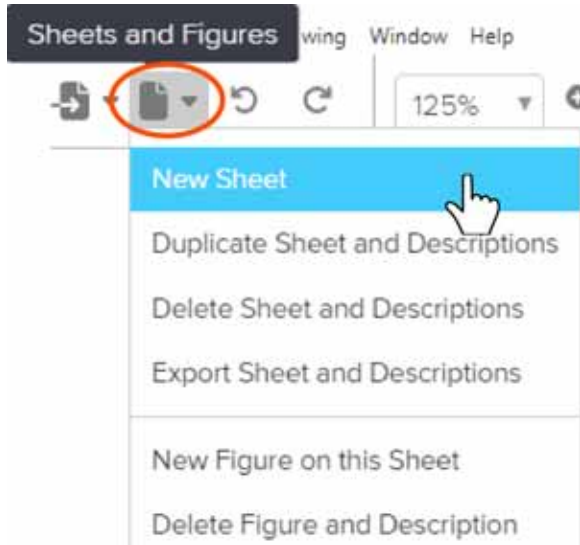 Sheets and Figures wing Window Help
125%
New Sheet
Duplicate Sheet and Descriptions
Delete Sheet and Descriptions
Export Sheet and Descriptions
New Figure on this Sheet
Delete Figure and Description